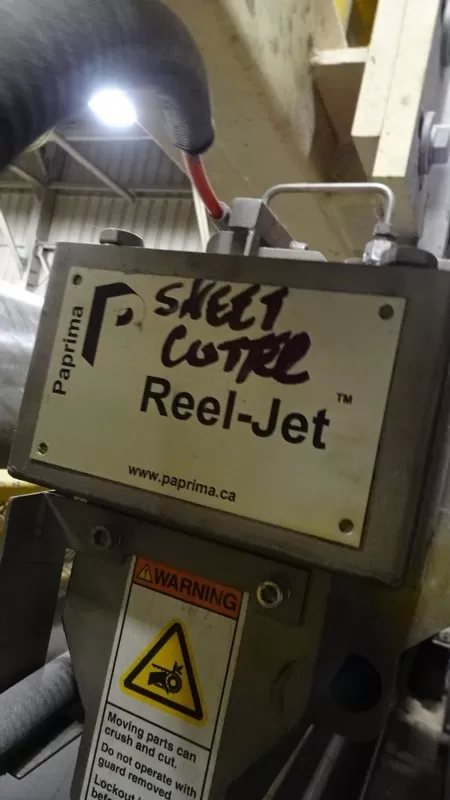 Paprima
P
SHEET
CUTTER
Reel-Jet™
www.paprima.ca
WARNING
Moving parts can
crush and cut.
Do not operate with
guard removed.